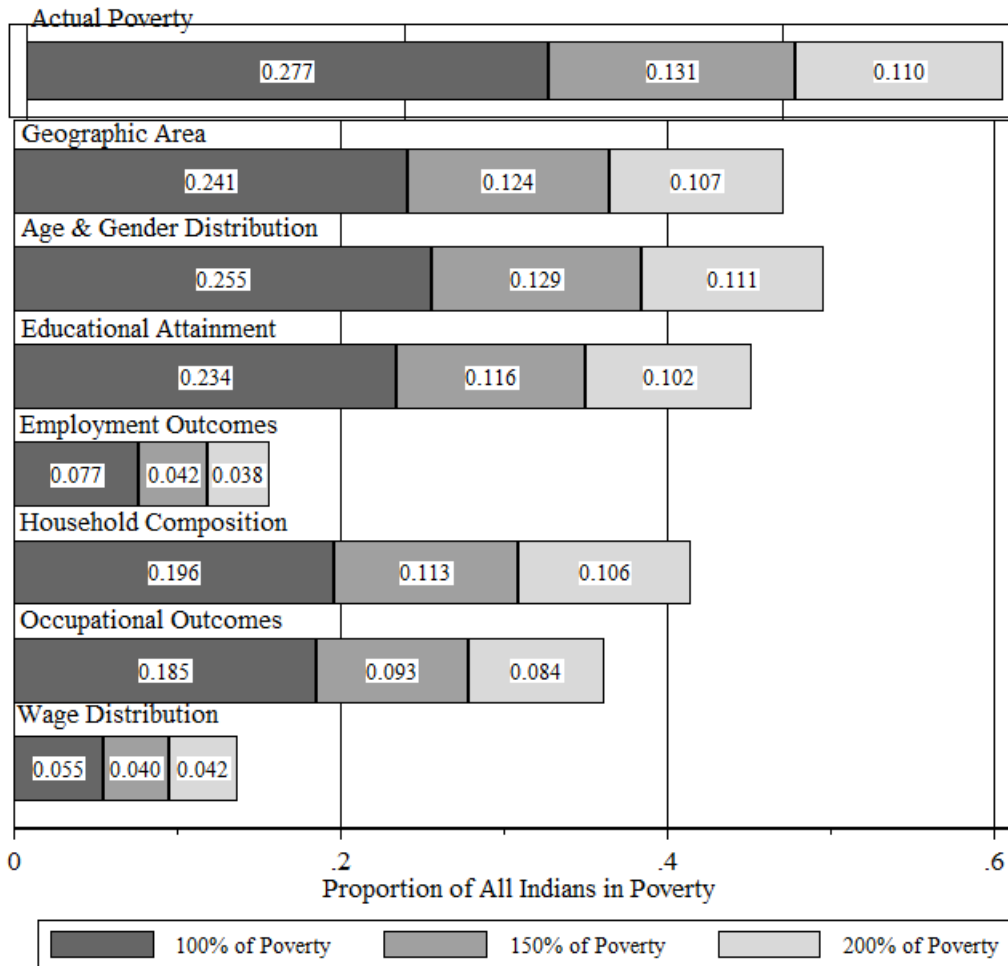 Actual Poverty
0.277 0.131 0.110
Geographic Area
0.241 0.124 0.107
Age & Gender Distribution
0.255 0.129 0.111
Educational Attainment
0.234 0.116 0.102
Employment Outcomes
0.077 0.042 0.038
Household Composition
0.196 0.113 0.106
Occupational Outcomes
0.185 0.093 0.084
Wage Distribution
0.055 0.040 0.042
0 .2 .4 .6
Proportion of All Indians in Poverty
100% of Poverty 150% of Poverty 200% of Poverty